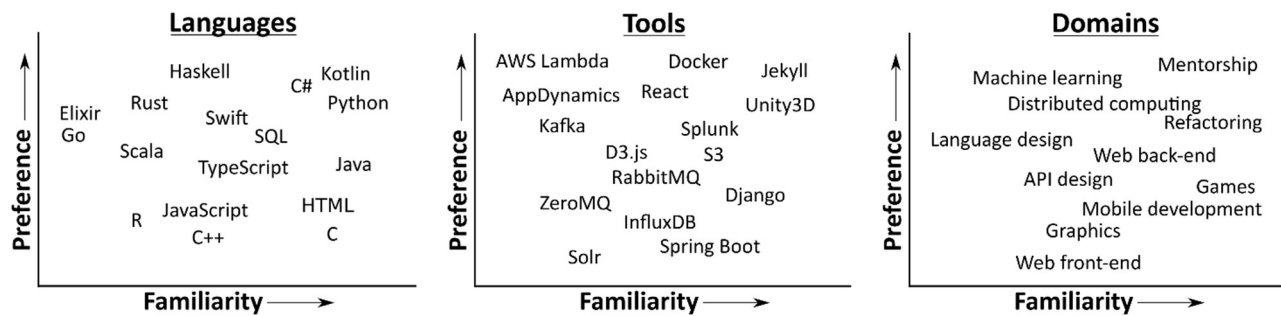 Languages
Preference
Haskell
Kotlin
C#
Python
Rust
Elixir
Swift
Go
SQL
Scala
TypeScript
Java
JavaScript
HTML
R
C++
C
Familiarity
Tools
Preference
AWS Lambda
Docker
Jekyll
React
AppDynamics
Unity3D
Kafka
Splunk
D3.js
S3
RabbitMQ
Django
ZeroMQ
InfluxDB
Spring Boot
Solr
Familiarity
Domains
Preference
Mentorship
Machine learning
Distributed computing
Refactoring
Language design
Web back-end
API design
Games
Mobile development
Graphics
Web front-end
Familiarity